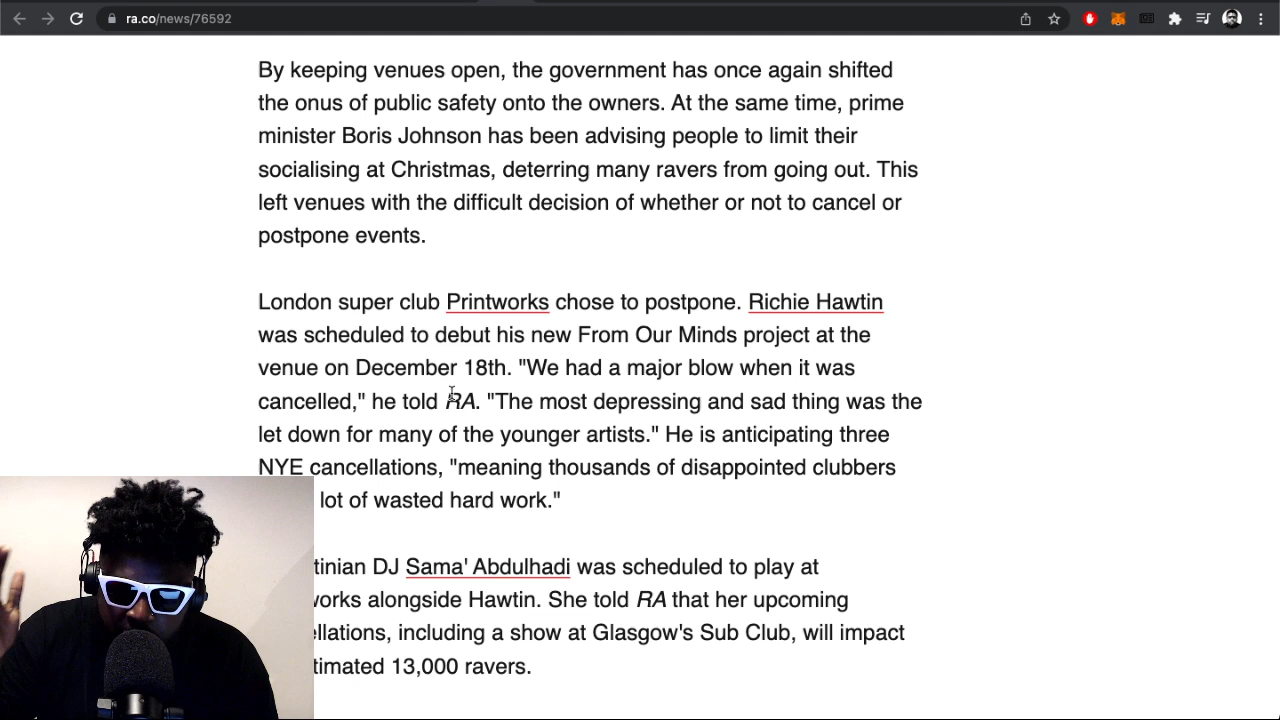 ra.co/news/76592
By keeping venues open, the government has once again shifted
the onus of public safety onto the owners. At the same time, prime
minister Boris Johnson has been advising people to limit their
socialising at Christmas, deterring many ravers from going out. This
left venues with the difficult decision of whether or not to cancel or
postpone events.
London super club Printworks chose to postpone. Richie Hawtin
was scheduled to debut his new From Our Minds project at the
venue on December 18th. "We had a major blow when it was
cancelled," he told RA. "The most depressing and sad thing was the
let down for many of the younger artists." He is anticipating three
NYE cancellations, "meaning thousands of disappointed clubbers
lot of wasted hard work."
tinian DJ Sama' Abdulhadi was scheduled to play at
works alongside Hawtin. She told RA that her upcoming
ellations, including a show at Glasgow's Sub Club, will impact
timated 13,000 ravers.